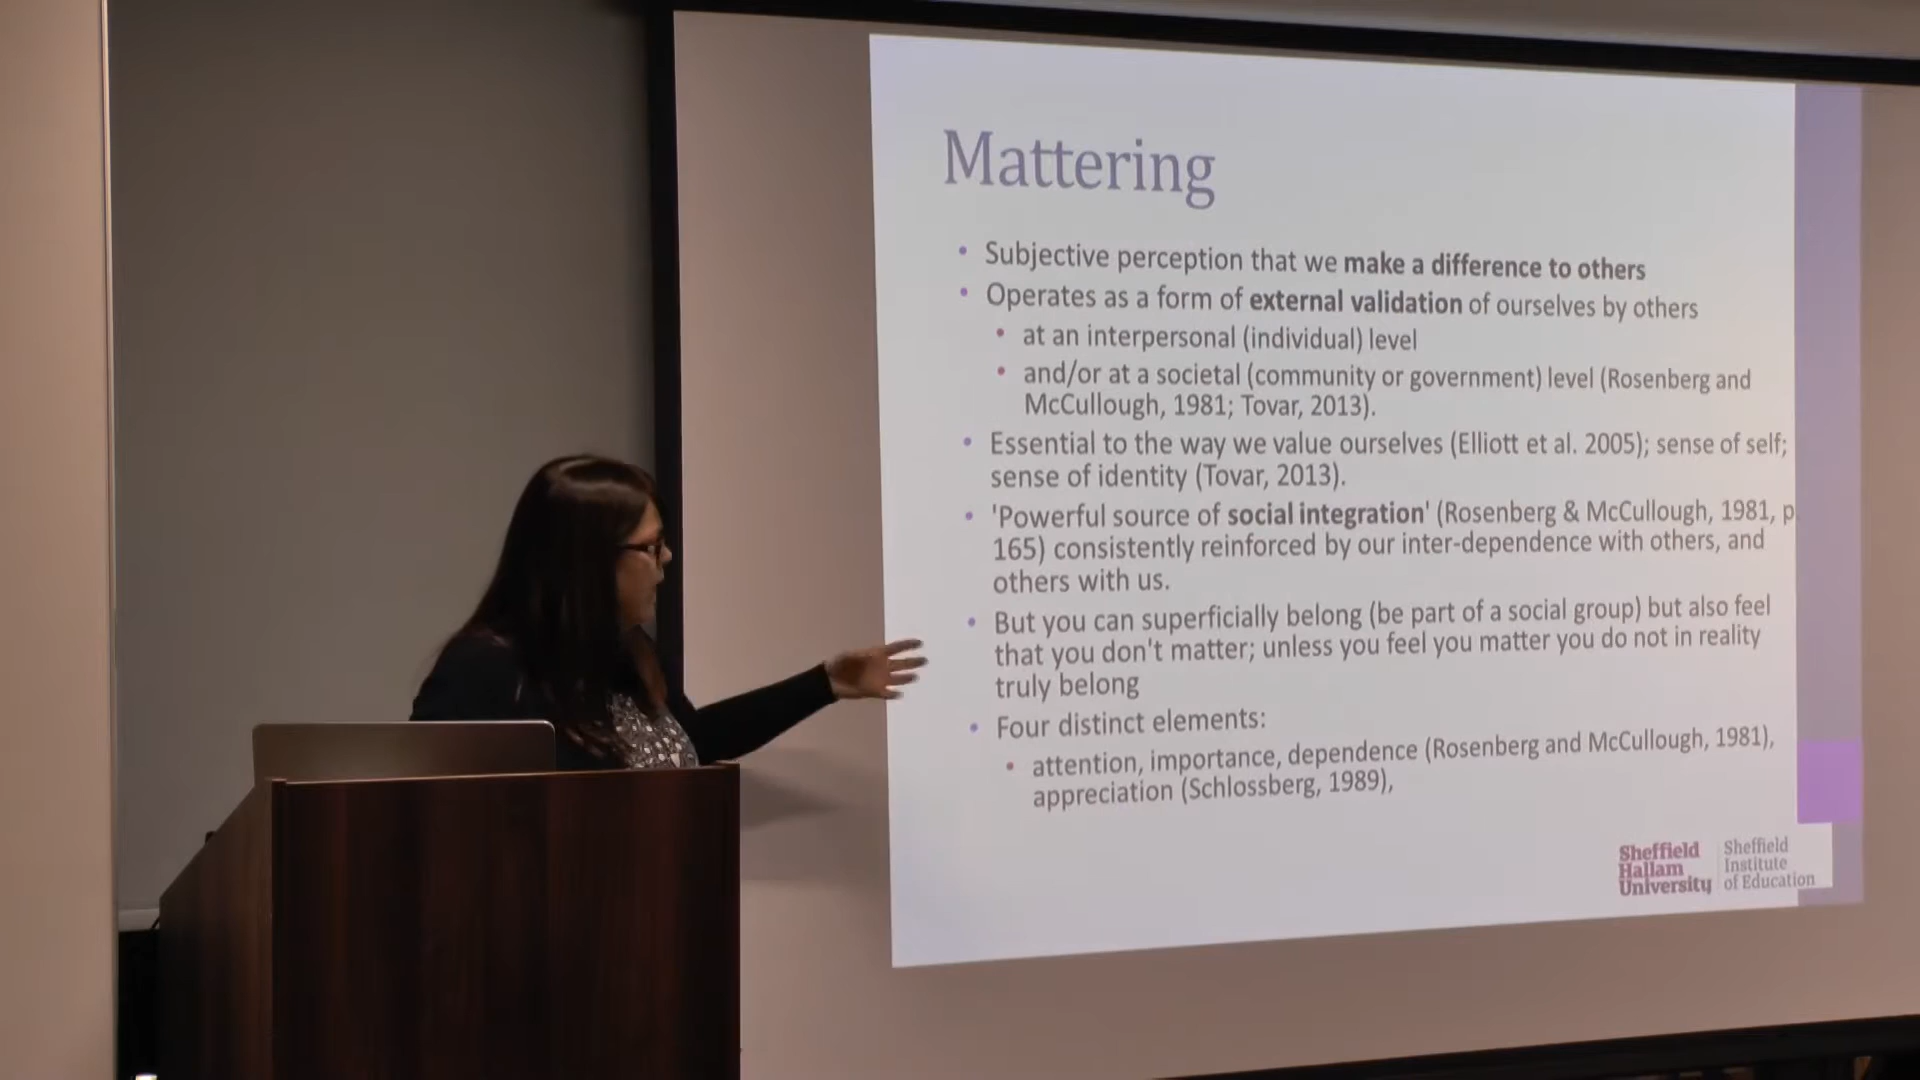 Mattering
• Subjective perception that we make a difference to others
• Operates as a form of external validation of ourselves by others
• at an interpersonal (individual) level
• and/or at a societal (community or government) level (Rosenberg and
McCullough, 1981; Tovar, 2013).
• Essential to the way we value ourselves (Elliott et al. 2005); sense of self;
sense of identity (Tovar, 2013).
• 'Powerful source of social integration' (Rosenberg & McCullough, 1981, p
165) consistently reinforced by our inter-dependence with others, and
others with us.
• But you can superficially belong (be part of a social group) but also feel
that you don't matter; unless you feel you matter you do not in reality
truly belong
• Four distinct elements:
• attention, importance, dependence (Rosenberg and McCullough, 1981),
appreciation (Schlossberg, 1989),
Sheffield
Hallam
University
Sheffield
Institute
of Education